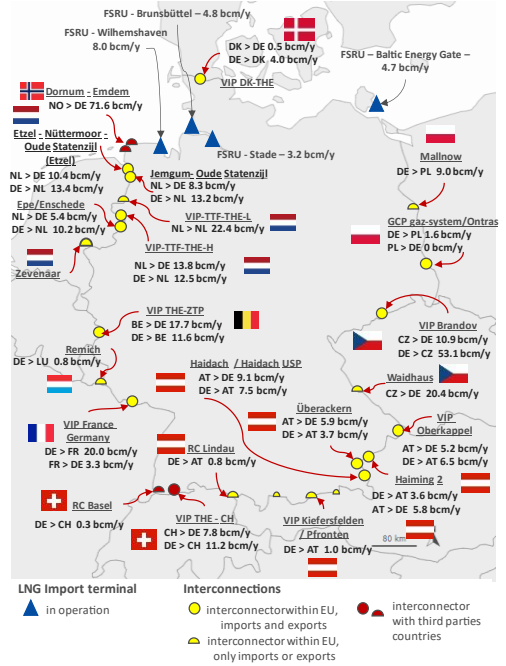 FSRU - Brunsbüttel – 4.8 bcm/y
FSRU - Wilhemshaven
8.0 bcm/y
DK > DE 0.5 bcm/y
DK > DE 4.0 bcm/y
VIP DK-THE
FSRU – Baltic Energy Gate –
4.7 bcm/y
Dornum - Emdem
NO > DE 71.6 bcm/y
Etzel - Nüttermoor -
Oude Statenzijl
(Etzel)
NL > DE 10.4 bcm/y
DE > NL 13.4 bcm/y
FSRU - Stade – 3.2 bcm/y
Jemgum- Oude Statenzijl
NL > DE 8.3 bcm/y
DE > NL 13.2 bcm/y
Mallnow
DE > PL 9.0 bcm/y
Epe/Enschede
NL > DE 5.4 bcm/y
DE > NL 10.2 bcm/y
VIP-TTF-THE-L
NL > NL 22.4 bcm/y
GCP gaz-system/Ontras
DE > PL 1.6 bcm/y
PL > DE 0 bcm/y
VIP-TTF-THE-H
NL > DE 13.8 bcm/y
DE > NL 12.5 bcm/y
Zevenaar
VIP THE-ZTP
BE > DE 17.7 bcm/y
DE > BE 11.6 bcm/y
VIP Brandov
CZ > DE 10.9 bcm/y
DE > CZ 53.1 bcm/y
Remich
DE > LU 0.8 bcm/y
Haidach / Haidach USP
AT > DE 9.1 bcm/y
DE > AT 7.5 bcm/y
Waidhaus
CZ > DE 20.4 bcm/y
VIP France
Germany
DE > FR 20.0 bcm/y
FR > DE 3.3 bcm/y
Überackern
AT > DE 5.9 bcm/y
DE > AT 3.7 bcm/y
VIP
Oberkappel
AT > DE 5.2 bcm/y
DE > AT 6.5 bcm/y
RC Lindau
DE > AT 0.8 bcm/y
Haiming 2
DE > AT 3.6 bcm/y
AT > DE 5.8 bcm/y
RC Basel
DE > CH 0.3 bcm/y
VIP THE - CH
CH > DE 7.8 bcm/y
DE > CH 11.2 bcm/y
VIP Kiefersfelden
/ Pfronten
DE > AT 1.0 bcm/y
80 km
LNG Import terminal
in operation
Interconnections
interconnector within EU,
imports and exports
interconnector within EU,
only imports or exports
interconnector
with third parties
countries